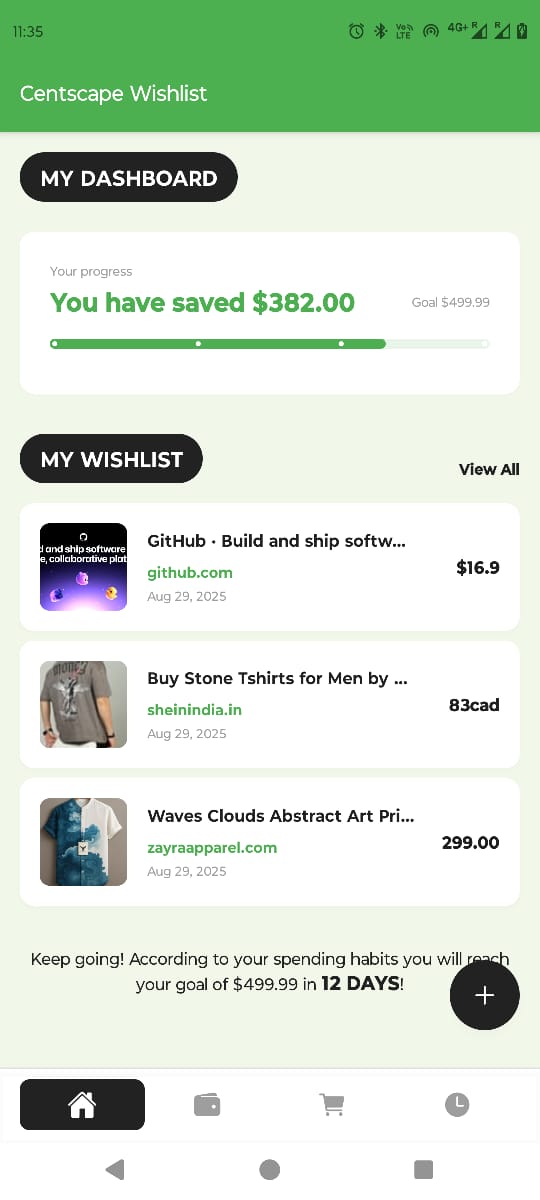 11:35
Vo LTE 4G+ R R
Centscape Wishlist
MY DASHBOARD
Your progress
You have saved $382.00
Goal $499.99
MY WISHLIST
View All
d and ship software
e, collaborative plat
GitHub · Build and ship softw...
github.com
Aug 29, 2025
$16.9
Buy Stone Tshirts for Men by ...
sheinindia.in
Aug 29, 2025
83cad
Waves Clouds Abstract Art Pri...
zayraapparel.com
Aug 29, 2025
299.00
Keep going! According to your spending habits you will reach
your goal of $499.99 in 12 DAYS!